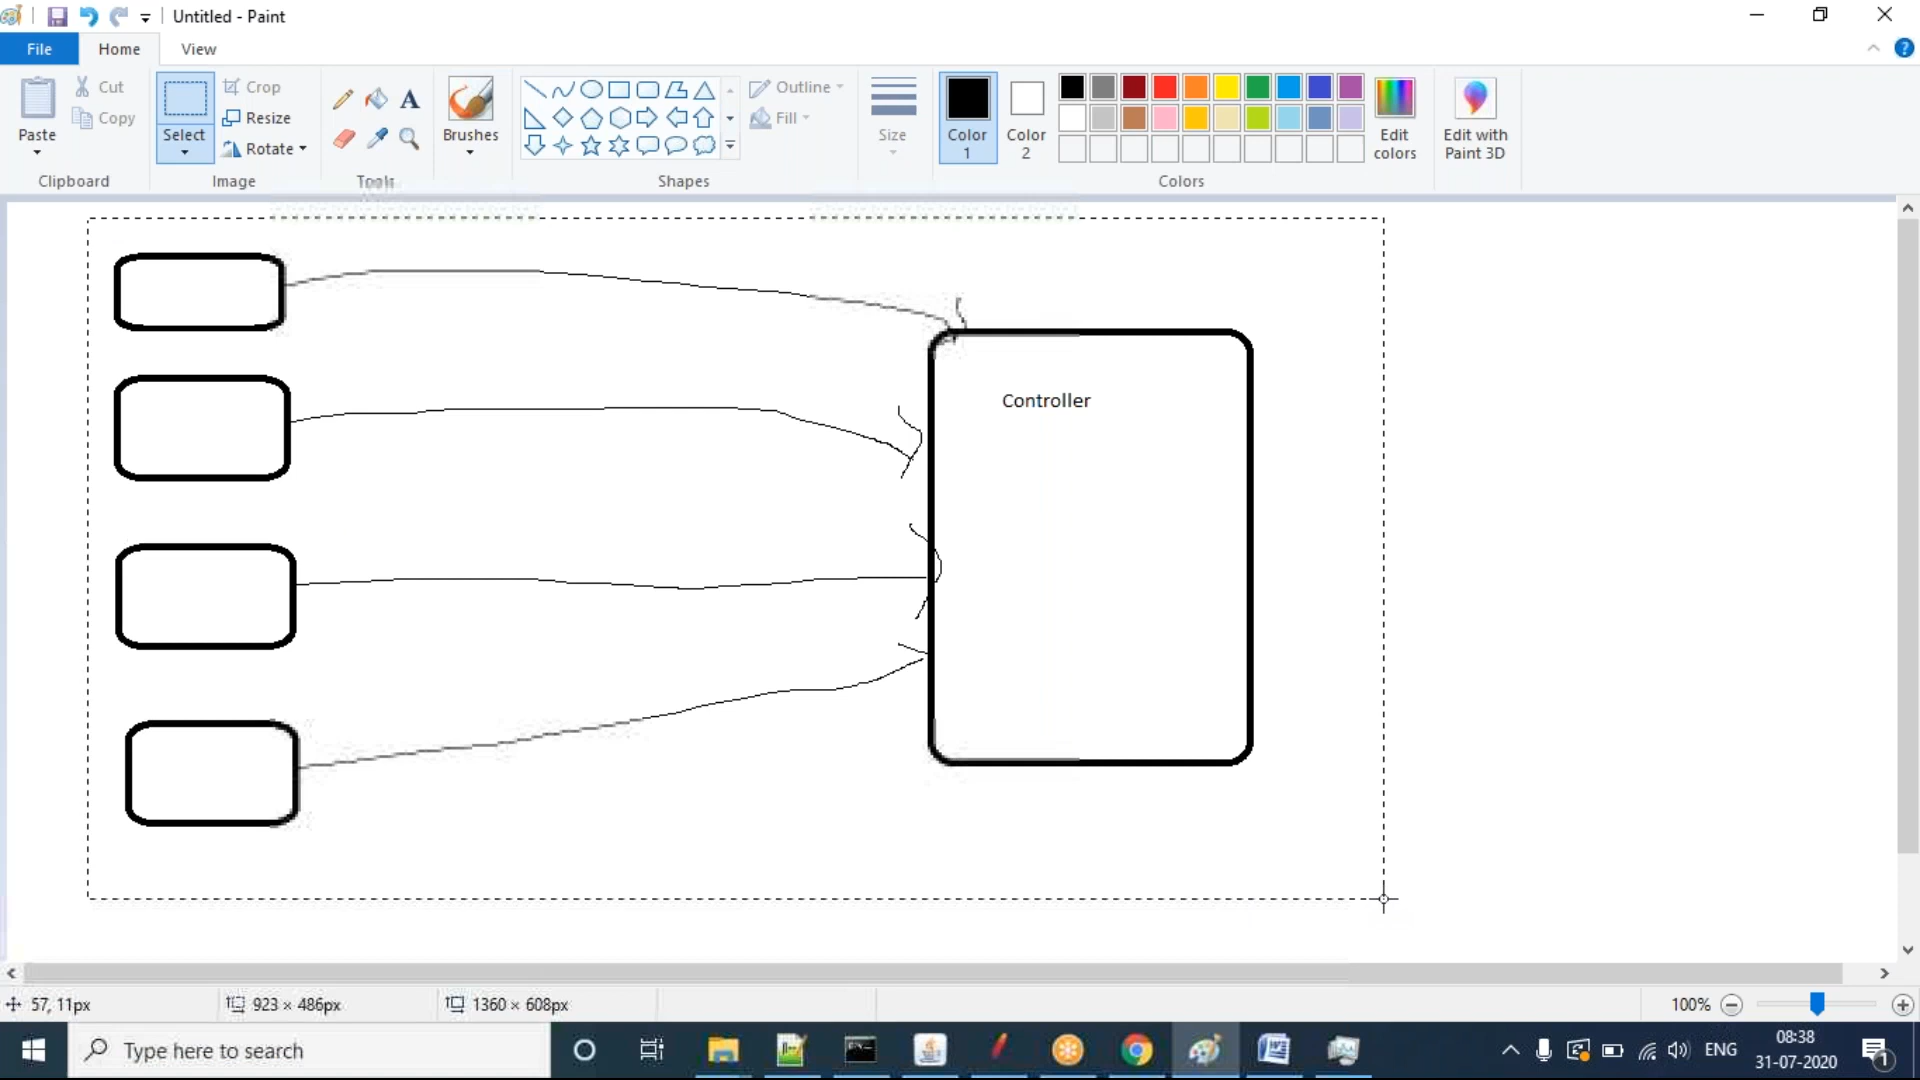 Untitled - Paint
File Home View
Paste
Cut
Copy
Clipboard
Select
Crop
Resize
Rotate
Image
Tools
Brushes
Shapes
Outline
Fill
Size
Color 1
Color 2
Edit colors
Colors
Edit with Paint 3D
Controller
57, 11px
923 × 486px
1360 × 608px
100%
Type here to search
ENG
08:38
31-07-2020
1